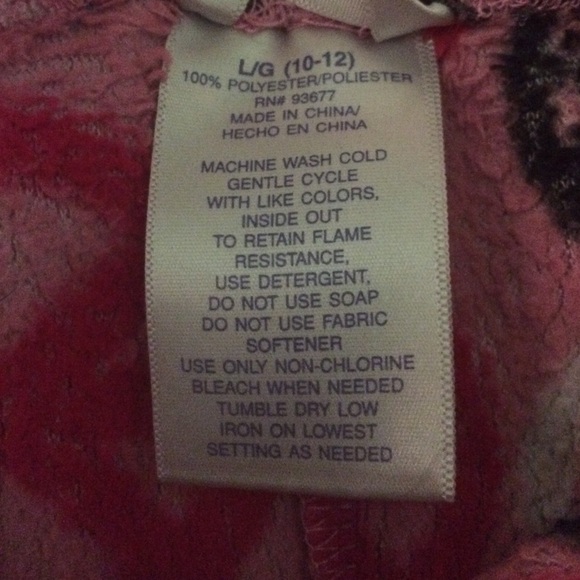 L/G (10-12)
100% POLYESTER/POLIESTER
RN# 93677
MADE IN CHINA/
HECHO EN CHINA
MACHINE WASH COLD
GENTLE CYCLE
WITH LIKE COLORS,
INSIDE OUT
TO RETAIN FLAME
RESISTANCE,
USE DETERGENT,
DO NOT USE SOAP
DO NOT USE FABRIC
SOFTENER
USE ONLY NON-CHLORINE
BLEACH WHEN NEEDED
TUMBLE DRY LOW
IRON ON LOWEST
SETTING AS NEEDED